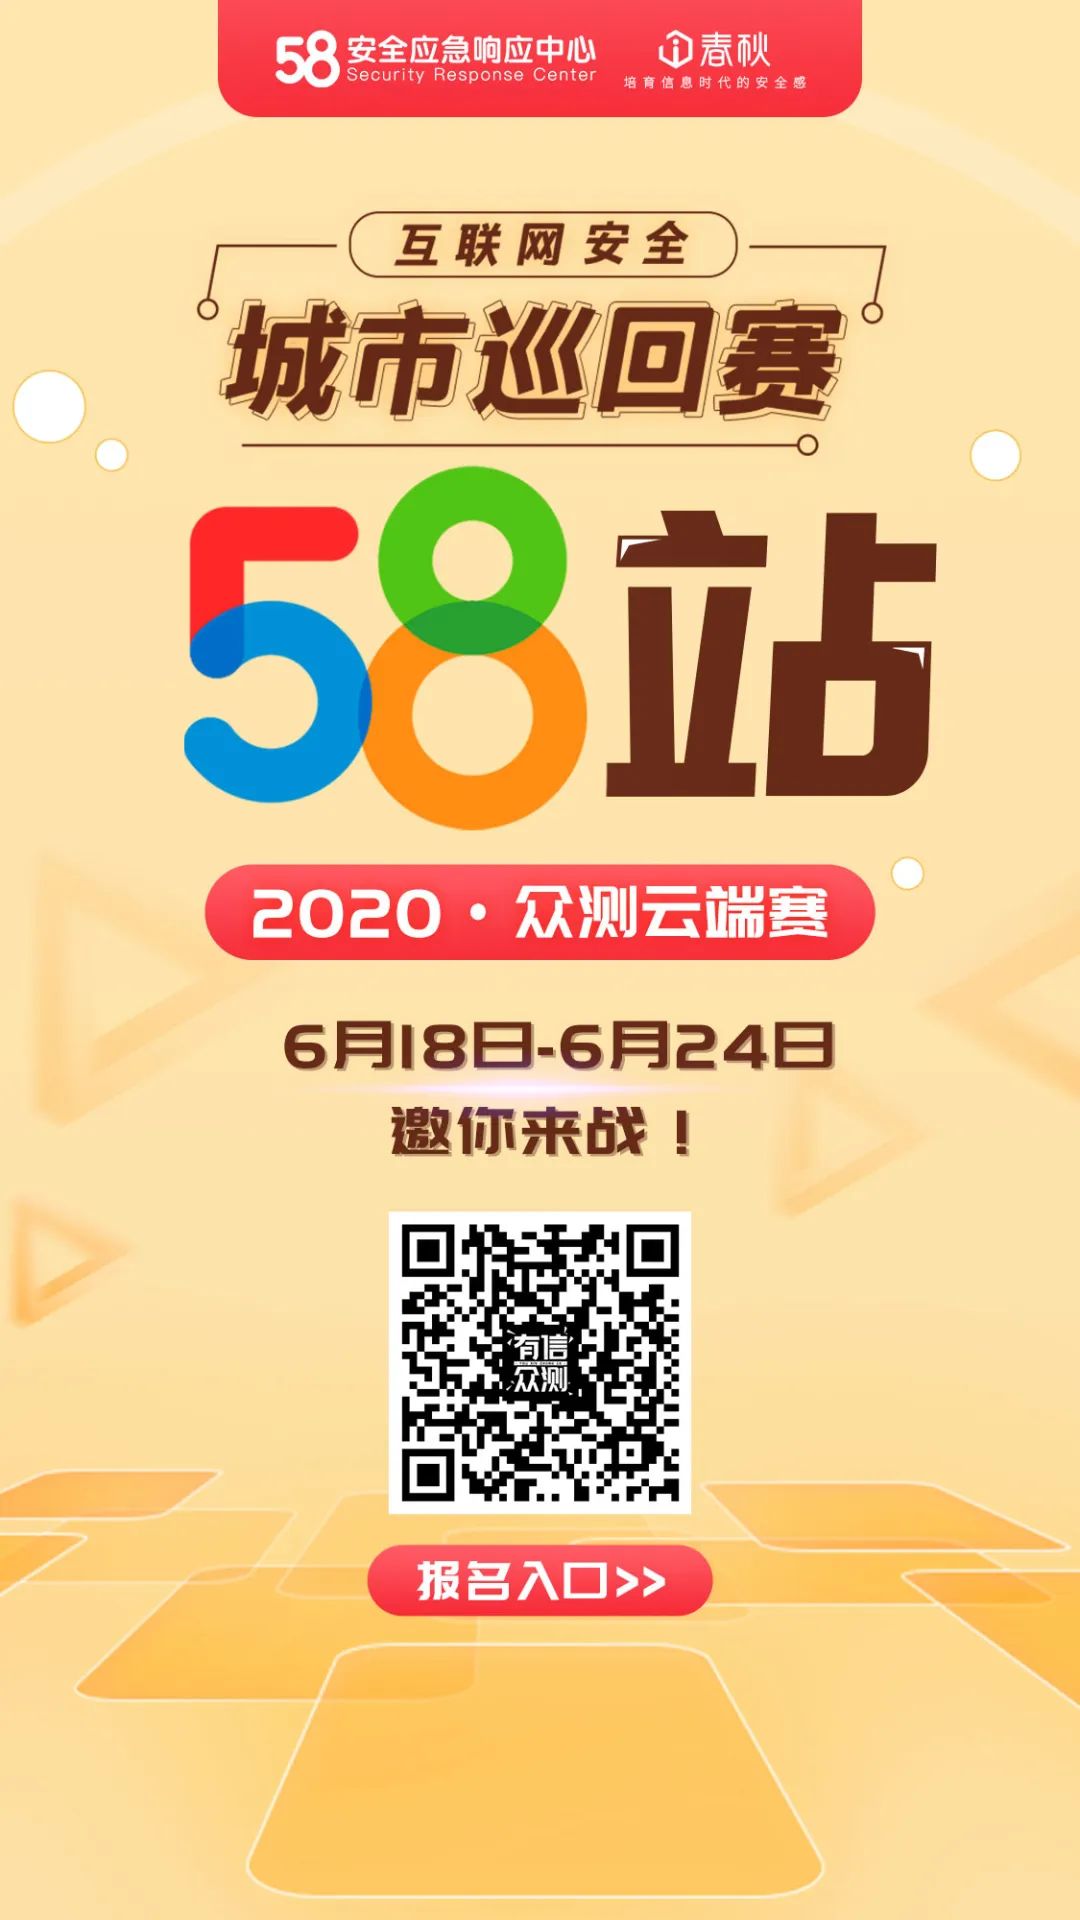 58 安全应急响应中心
Security Response Center
春秋
培育信息时代的安全感
互联网安全
城市巡回赛
58站
2020·众测云端赛
6月18日-6月24日
邀你来战！
有信
众测
报名入口>>